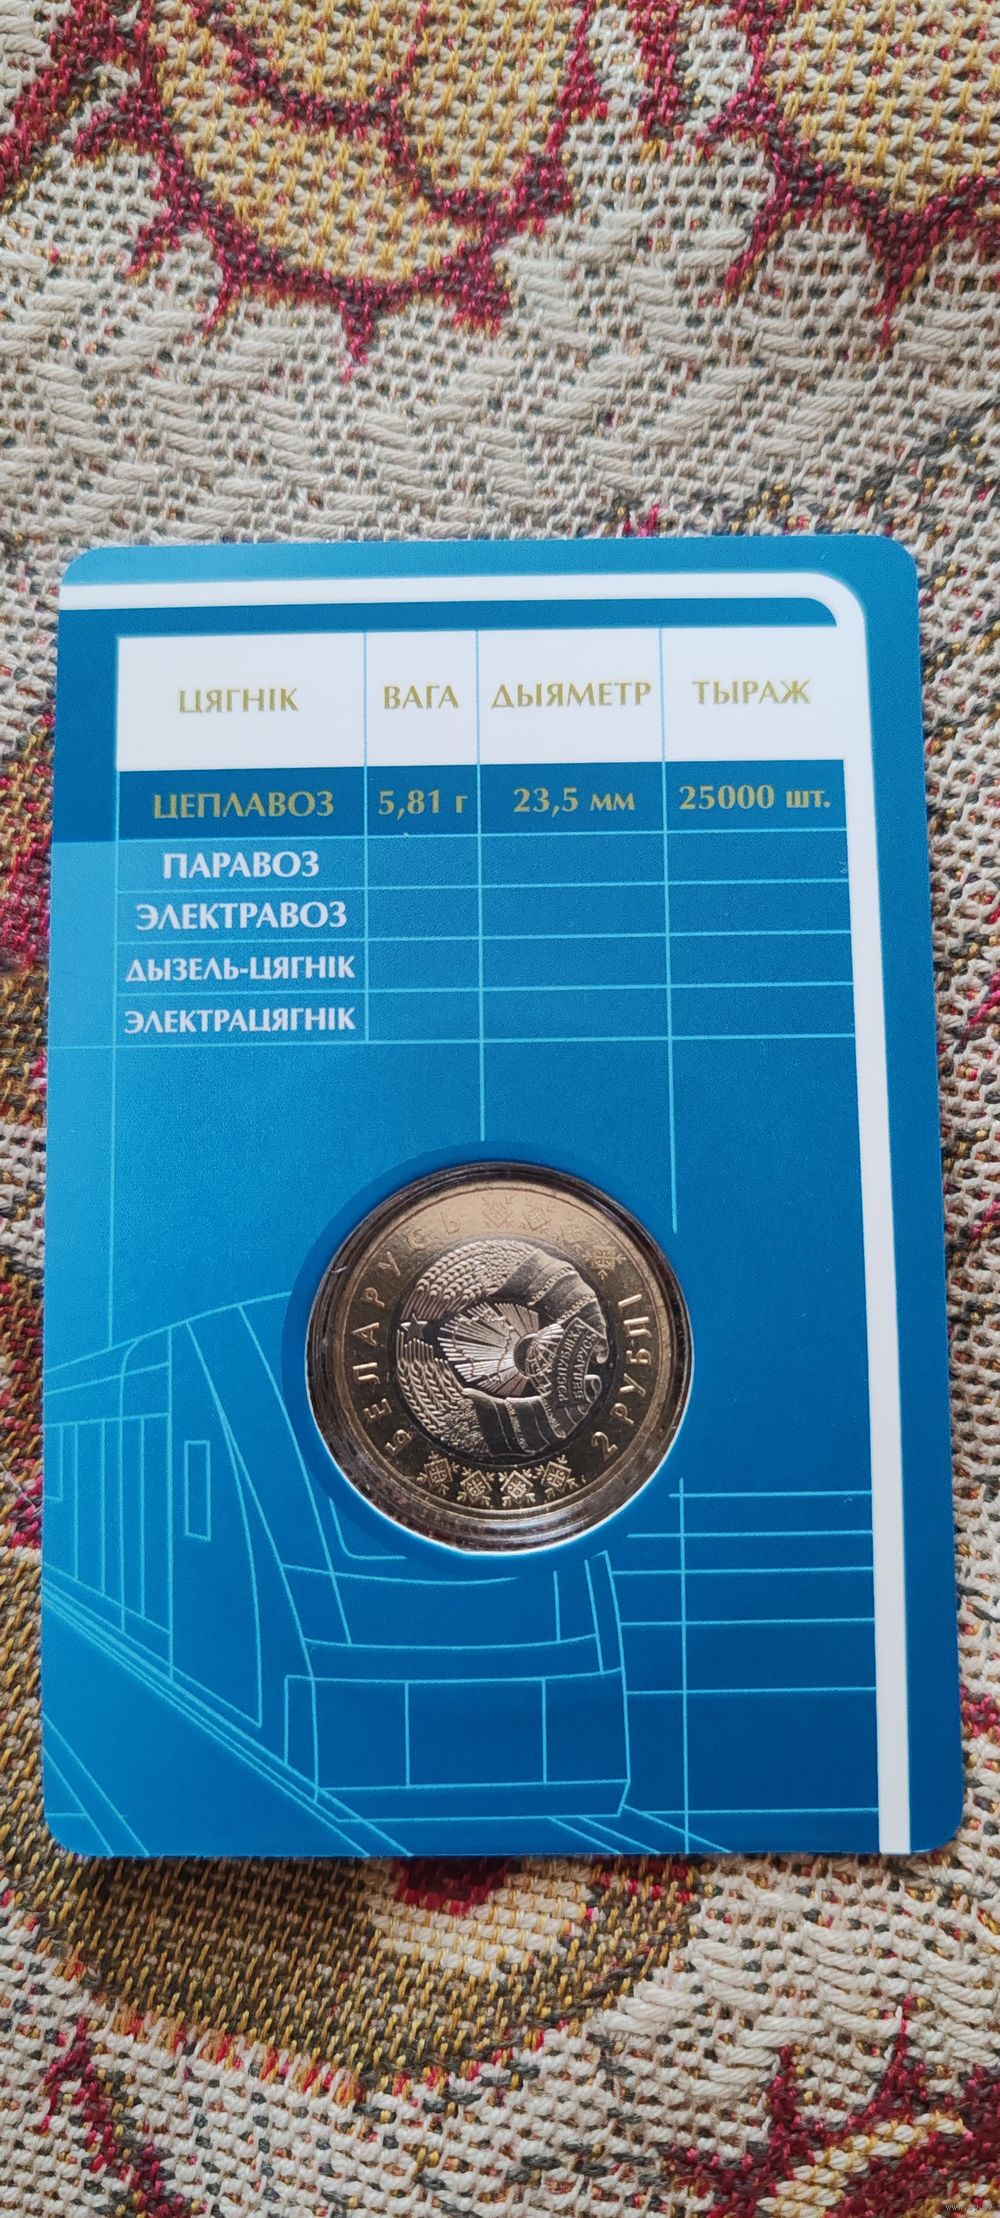 ЦЯГНІК ВАГА ДЫЯМЕТР ТЫРАЖ
ЦЕПЛАВОЗ 5,81 г 23,5 мм 25000 шт.
ПАРАВОЗ
ЭЛЕКТРАВОЗ
ДЫЗЕЛЬ-ЦЯГНІК
ЭЛЕКТРАЦЯГНІК
БЕЛАРУСЬ
РЭСПУБЛІКА
БЕЛАРУСЬ
2 РУБЛІ